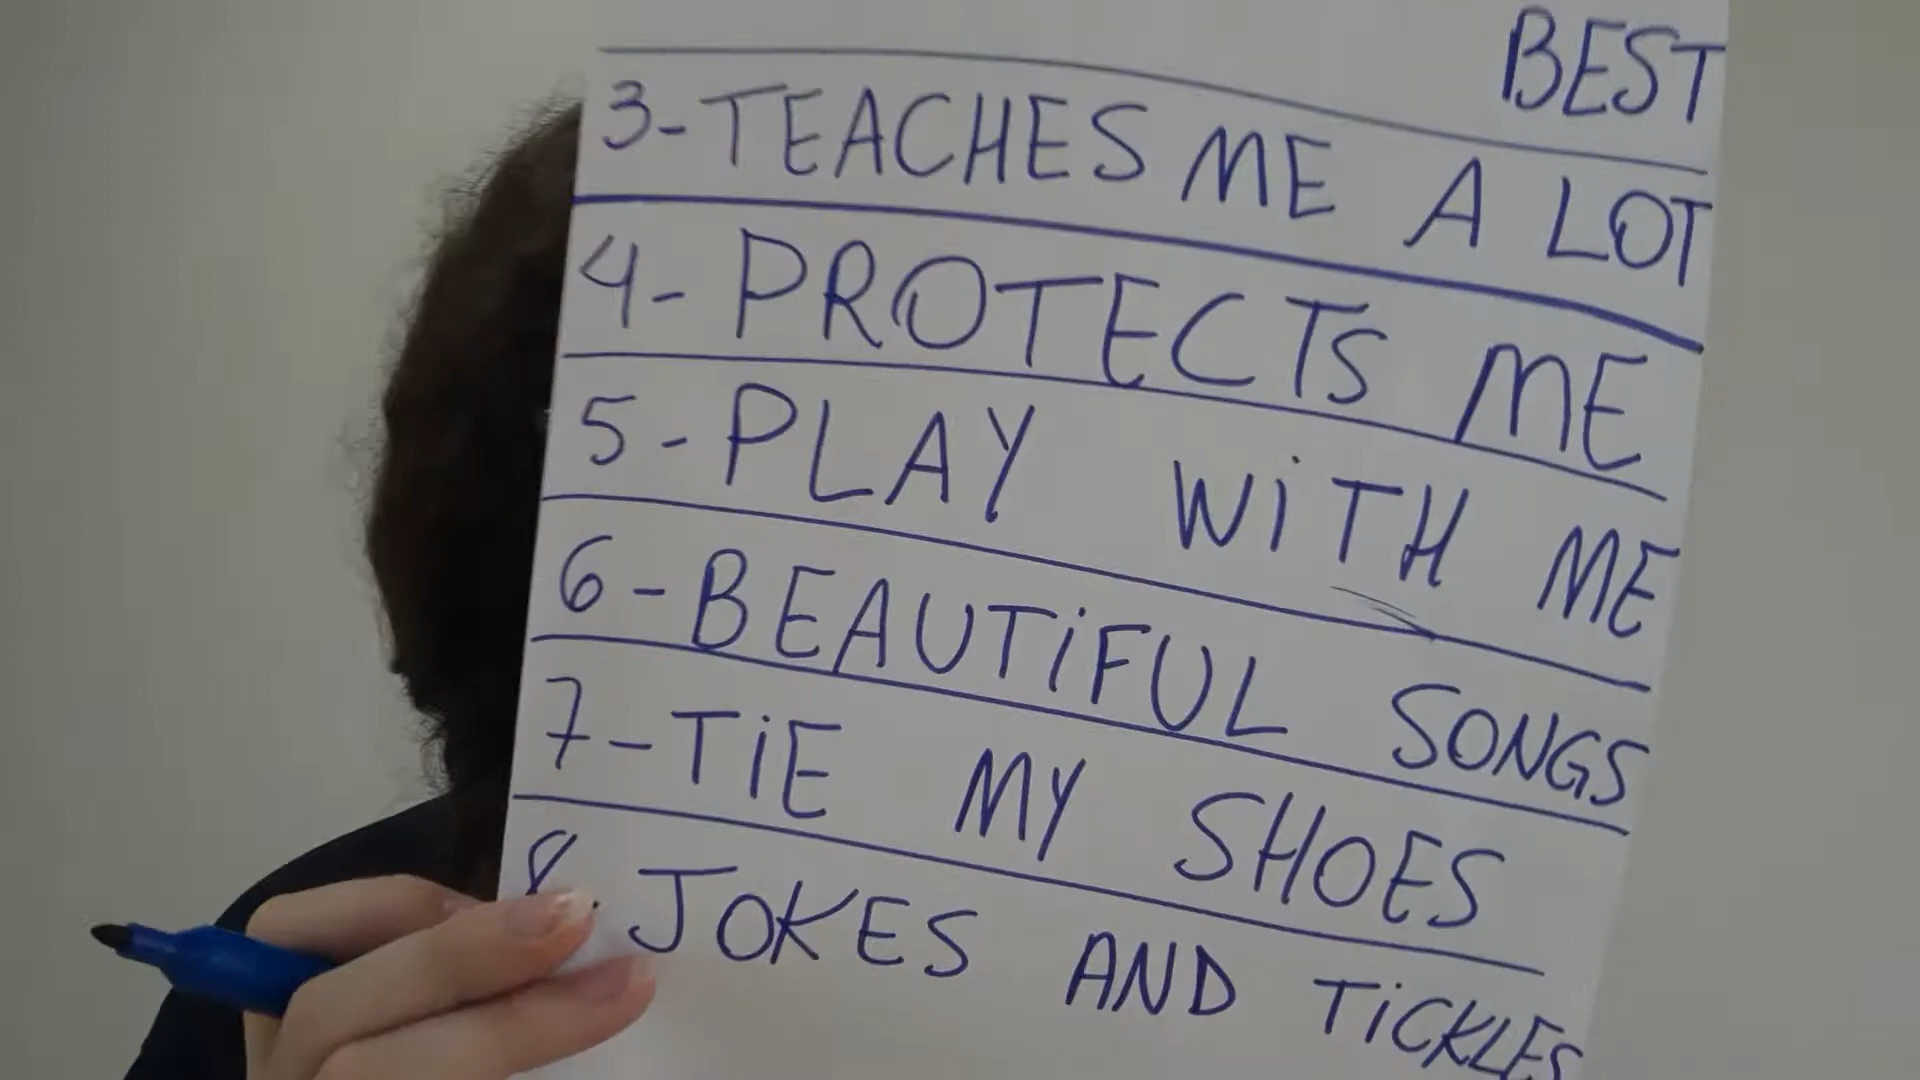 BEST
3-TEACHES ME A LOT
4- PROTECTS ME
5-PLAY WiTH ME
6-BEAUTiFUL SONGS
7-TiE MY SHOES
8- JOKES AND TiCKLES